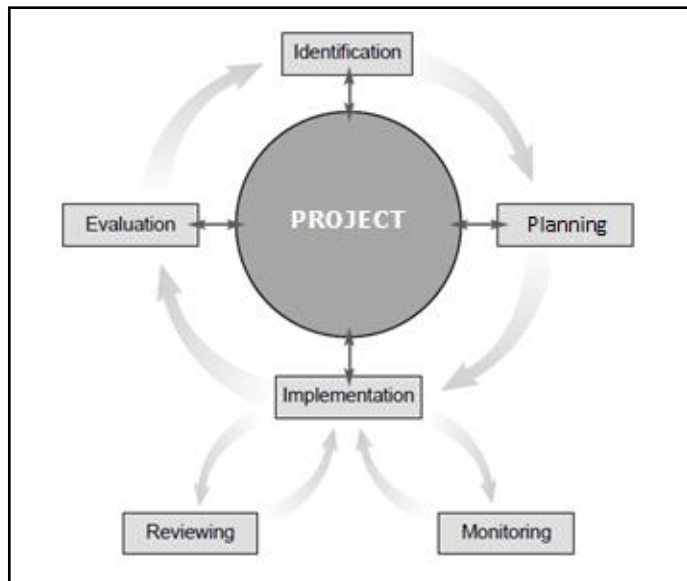 Identification
PROJECT
Evaluation
Planning
Implementation
Reviewing
Monitoring